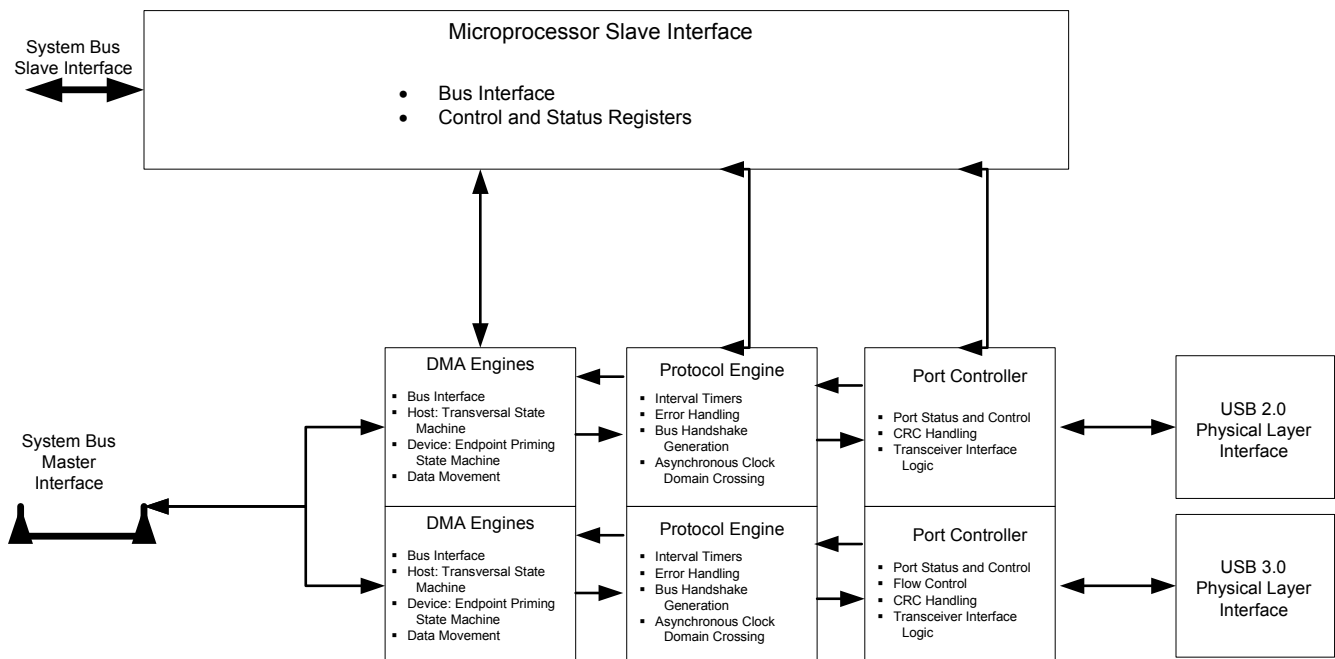 Microprocessor Slave Interface
System Bus
Slave Interface
• Bus Interface
• Control and Status Registers
DMA Engines
▪ Bus Interface
▪ Host: Transversal State
Machine
▪ Device: Endpoint Priming
State Machine
▪ Data Movement
Protocol Engine
▪ Interval Timers
▪ Error Handling
▪ Bus Handshake
Generation
▪ Asynchronous Clock
Domain Crossing
Port Controller
▪ Port Status and Control
▪ CRC Handling
▪ Transceiver Interface
Logic
USB 2.0
Physical Layer
Interface
System Bus
Master
Interface
DMA Engines
▪ Bus Interface
▪ Host: Transversal State
Machine
▪ Device: Endpoint Priming
State Machine
▪ Data Movement
Protocol Engine
▪ Interval Timers
▪ Error Handling
▪ Bus Handshake
Generation
▪ Asynchronous Clock
Domain Crossing
Port Controller
▪ Port Status and Control
▪ Flow Control
▪ CRC Handling
▪ Transceiver Interface
Logic
USB 3.0
Physical Layer
Interface